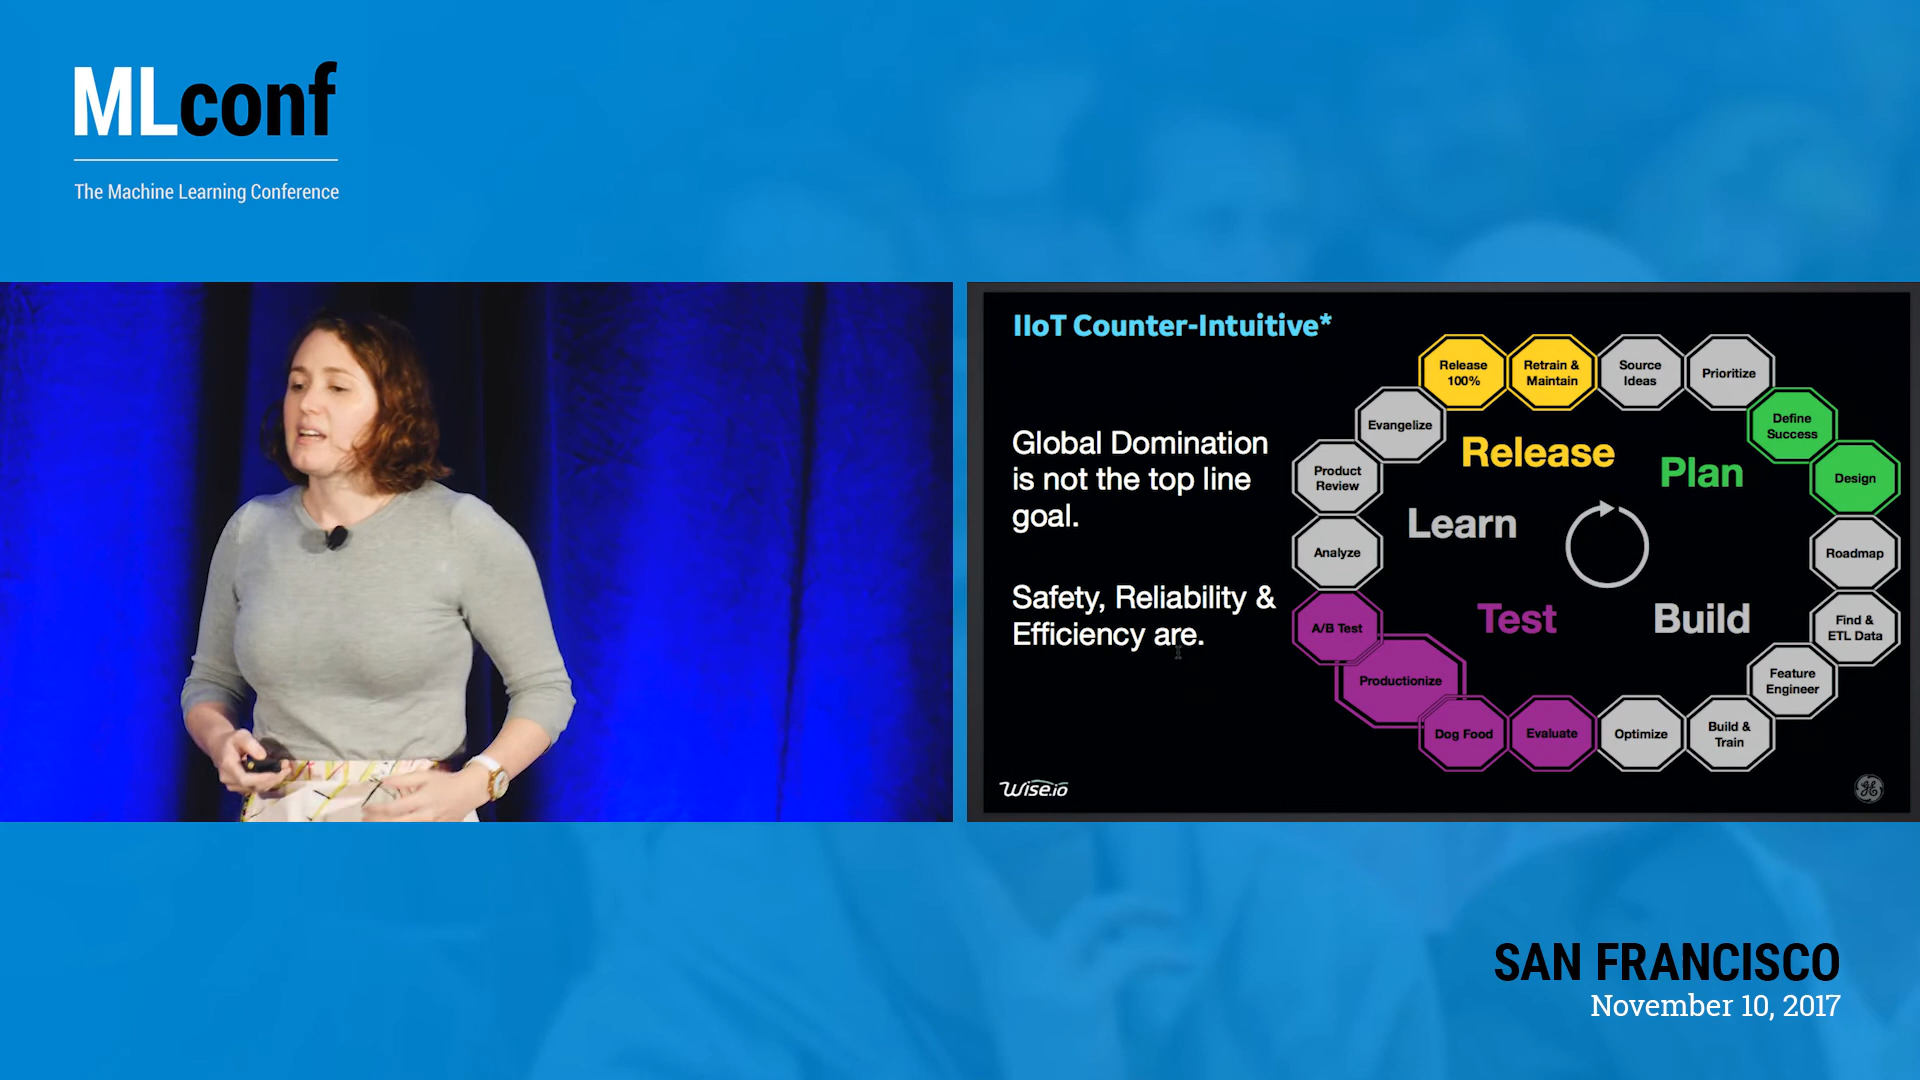 MLconf
The Machine Learning Conference
IIoT Counter-Intuitive*
Global Domination
is not the top line
goal.
Safety, Reliability &
Efficiency are.
Release
100%
Retrain &
Maintain
Source
Ideas
Prioritize
Define
Success
Design
Roadmap
Find &
ETL Data
Feature
Engineer
Build &
Train
Optimize
Evaluate
Dog Food
Productionize
A/B Test
Analyze
Product
Review
Evangelize
Release
Plan
Learn
Test
Build
Wise.io
GE
SAN FRANCISCO
November 10, 2017